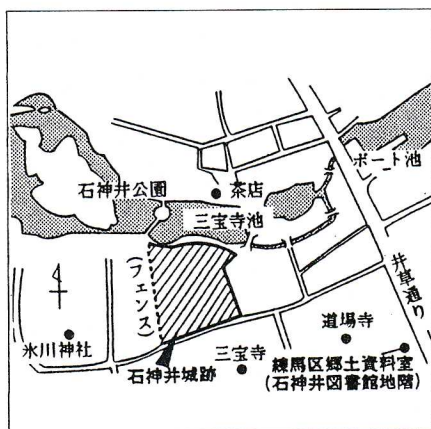 ボート池
石神井公園
茶店
三宝寺池
(フェンス)
井草通り
氷川神社
石神井城跡
三宝寺
道場寺
練馬区郷土資料室
(石神井図書館地階)